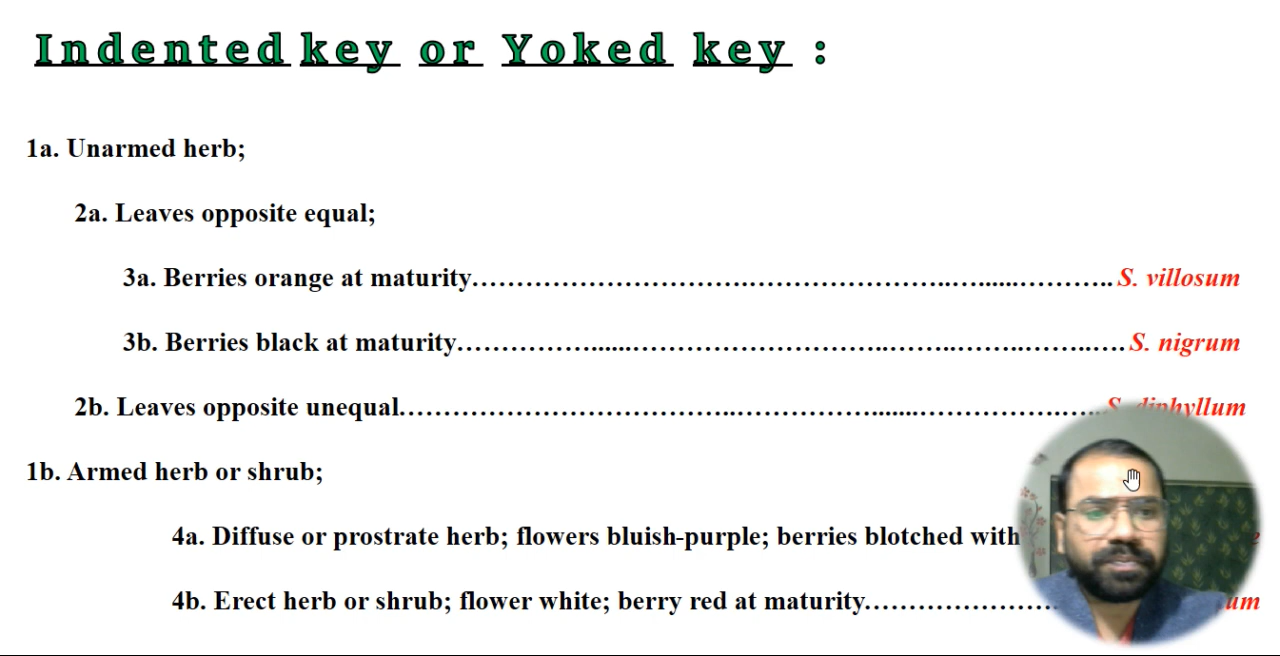 Indented key or Yoked key :
1a. Unarmed herb;
2a. Leaves opposite equal;
3a. Berries orange at maturity……………………………………………………………… S. villosum
3b. Berries black at maturity……………………………………………………………… S. nigrum
2b. Leaves opposite unequal……………………………………………………………… S. diphyllum
1b. Armed herb or shrub;
4a. Diffuse or prostrate herb; flowers bluish-purple; berries blotched with
4b. Erect herb or shrub; flower white; berry red at maturity…………………